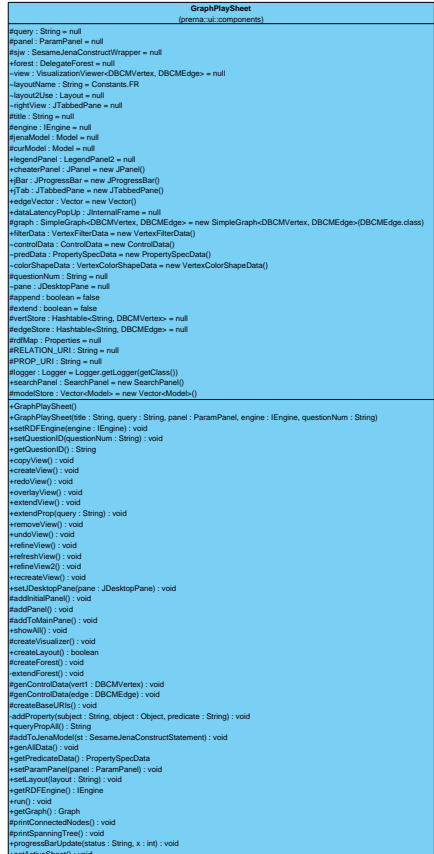 GraphPlaySheet
(prerna::ui::components)
#query : String = null
#panel : ParamPanel = null
#sjw : SesameJenaConstructWrapper = null
+forest : DelegateForest = null
~view : VisualizationViewer<DBCMVertex, DBCMEdge> = null
~layoutName : String = Constants.FR
~layout2Use : Layout = null
~rightView : JTabbedPane = null
#title : String = null
#engine : IEngine = null
#jenaModel : Model = null
#curModel : Model = null
+legendPanel : LegendPanel2 = null
+cheaterPanel : JPanel = new JPanel()
+jBar : JProgressBar = new JProgressBar()
+jTab : JTabbedPane = new JTabbedPane()
+edgeVector : Vector = new Vector()
+dataLatencyPopUp : JInternalFrame = null
#graph : SimpleGraph<DBCMVertex, DBCMEdge> = new SimpleGraph<DBCMVertex, DBCMEdge>(DBCMEdge.class)
+filterData : VertexFilterData = new VertexFilterData()
~controlData : ControlData = new ControlData()
~predData : PropertySpecData = new PropertySpecData()
~colorShapeData : VertexColorShapeData = new VertexColorShapeData()
#questionNum : String = null
~pane : JDesktopPane = null
#append : boolean = false
#extend : boolean = false
#vertStore : Hashtable<String, DBCMVertex> = null
#edgeStore : Hashtable<String, DBCMEdge> = null
#rdfMap : Properties = null
#RELATION_URI : String = null
#PROP_URI : String = null
#logger : Logger = Logger.getLogger(getClass())
+searchPanel : SearchPanel = new SearchPanel()
#modelStore : Vector<Model> = new Vector<Model>()
+GraphPlaySheet()
+GraphPlaySheet(title : String, query : String, panel : ParamPanel, engine : IEngine, questionNum : String)
+setRDFEngine(engine : IEngine) : void
+setQuestionID(questionNum : String) : void
+getQuestionID() : String
+copyView() : void
+createView() : void
+redoView() : void
+overlayView() : void
+extendView() : void
+extendProp(query : String) : void
+removeView() : void
+undoView() : void
+refineView() : void
+refreshView() : void
+refineView2() : void
+recreateView() : void
+setJDesktopPane(pane : JDesktopPane) : void
#addInitialPanel() : void
#addPanel() : void
#addToMainPane() : void
+showAll() : void
#createVisualizer() : void
+createLayout() : boolean
#createForest() : void
-extendForest() : void
#genControlData(vert1 : DBCMVertex) : void
#genControlData(edge : DBCMEdge) : void
#createBaseURIs() : void
-addProperty(subject : String, object : Object, predicate : String) : void
+queryPropAll() : String
#addToJenaModel(st : SesameJenaConstructStatement) : void
+genAllData() : void
+getPredicateData() : PropertySpecData
+setParamPanel(panel : ParamPanel) : void
+setLayout(layout : String) : void
+getRDFEngine() : IEngine
+run() : void
+getGraph() : Graph
#printConnectedNodes() : void
#printSpanningTree() : void
+progressBarUpdate(status : String, x : int) : void